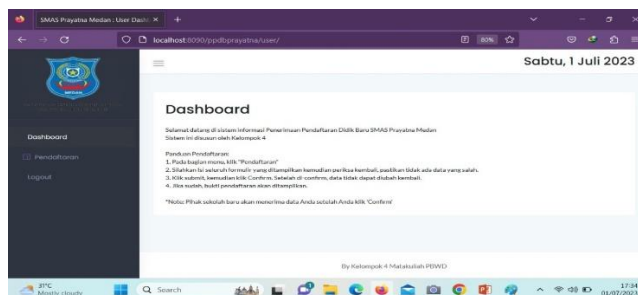 SMAS Prayatna Medan : User Dashb
localhost:8090/ppdbprayatna/user/
80%
Sabtu, 1 Juli 2023
Dashboard
Pendaftaran
Logout
Dashboard
Selamat datang di sistem Informasi Penerimaan Pendaftaran Didik Baru SMAS Prayatna Medan
Sistem ini disusun oleh Kelompok 4
Panduan Pendaftaran:
1. Pada bagian menu, klik "Pendaftaran"
2. Silahkan isi seluruh formulir yang ditampilkan kemudian periksa kembali, pastikan tidak ada data yang salah.
3. Klik submit, kemudian klik Confirm. Setelah di confirm, data tidak dapat diubah kembali.
4. Jika sudah, bukti pendaftaran akan ditampilkan.
*Note: Pihak sekolah baru akan menerima data Anda setelah Anda klik 'Confirm'
By Kelompok 4 Matakuliah PBWD
31°C
Mostly cloudy
Search
17:34
01/07/2023